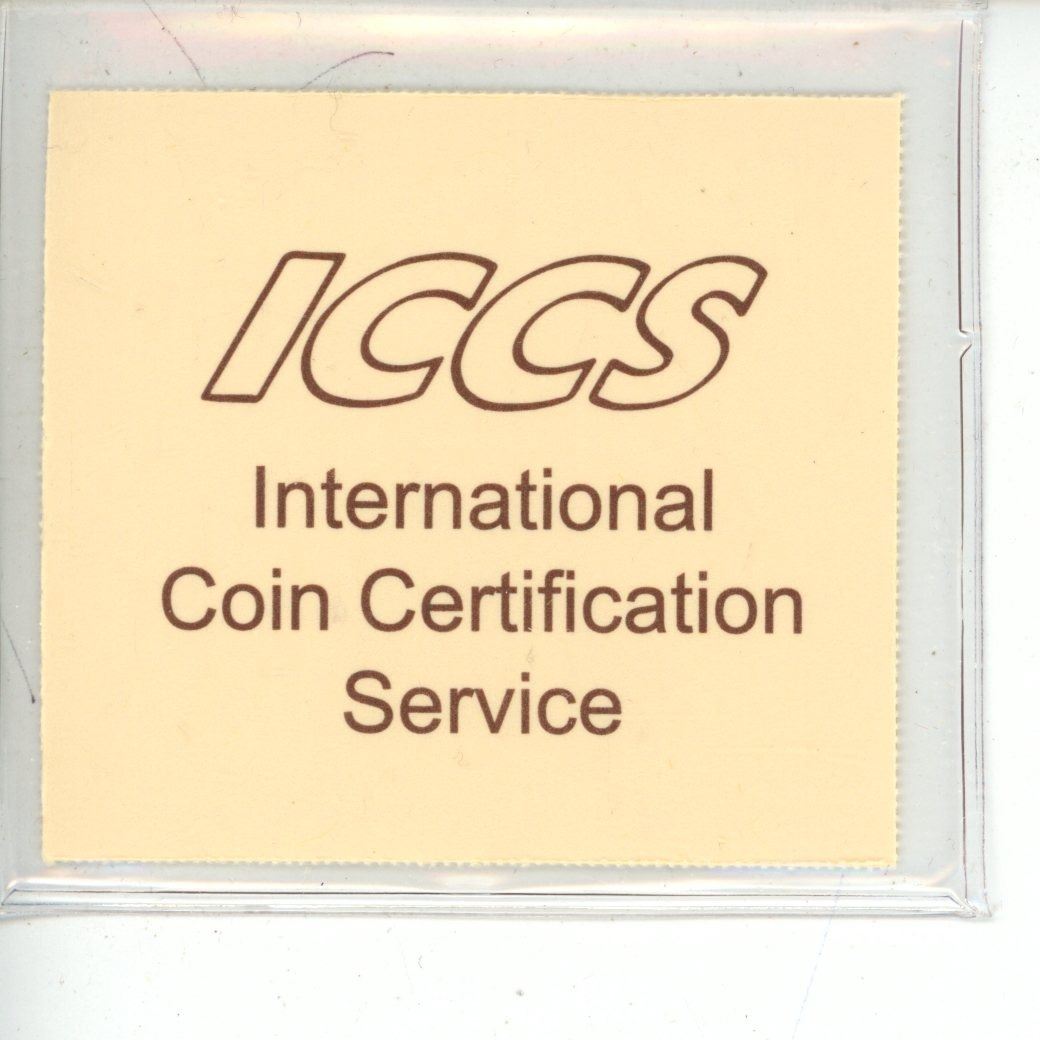 ICCS
International
Coin Certification
Service